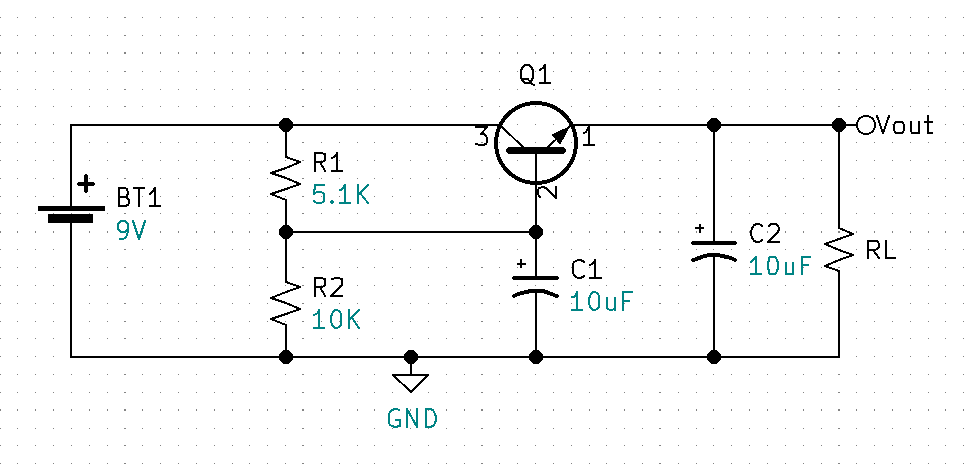 Q1
3
1
Vout
R1
5.1K
+
BT1
9V
2
+
C2
10uF
RL
+
C1
10uF
R2
10K
GND